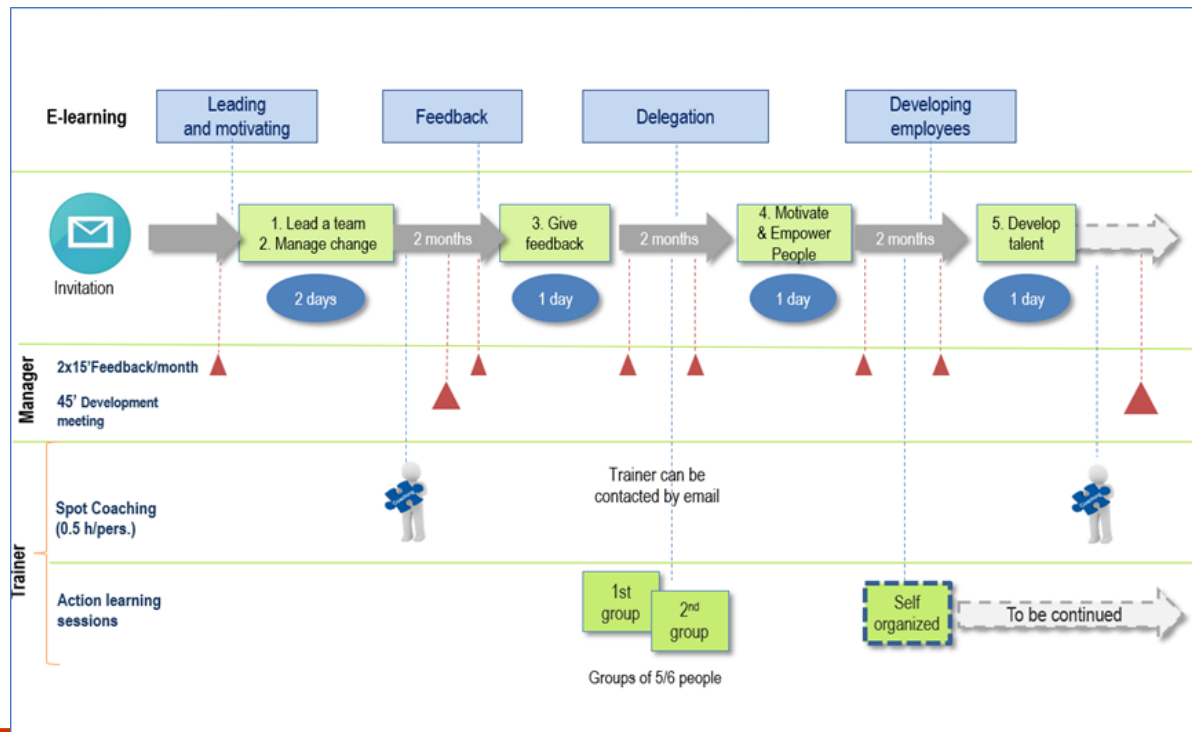 E-learning
Leading
and motivating
Feedback
Delegation
Developing
employees
Invitation
1. Lead a team
2. Manage change
2 months
3. Give
feedback
2 months
4. Motivate
& Empower
People
2 months
5. Develop
talent
2 days
1 day
1 day
1 day
Manager
2x15'Feedback/month
45' Development
meeting
Trainer
Spot Coaching
(0.5 h/pers.)
Trainer can be
contacted by email
Action learning
sessions
1st
group
2nd
group
Groups of 5/6 people
Self
organized
To be continued